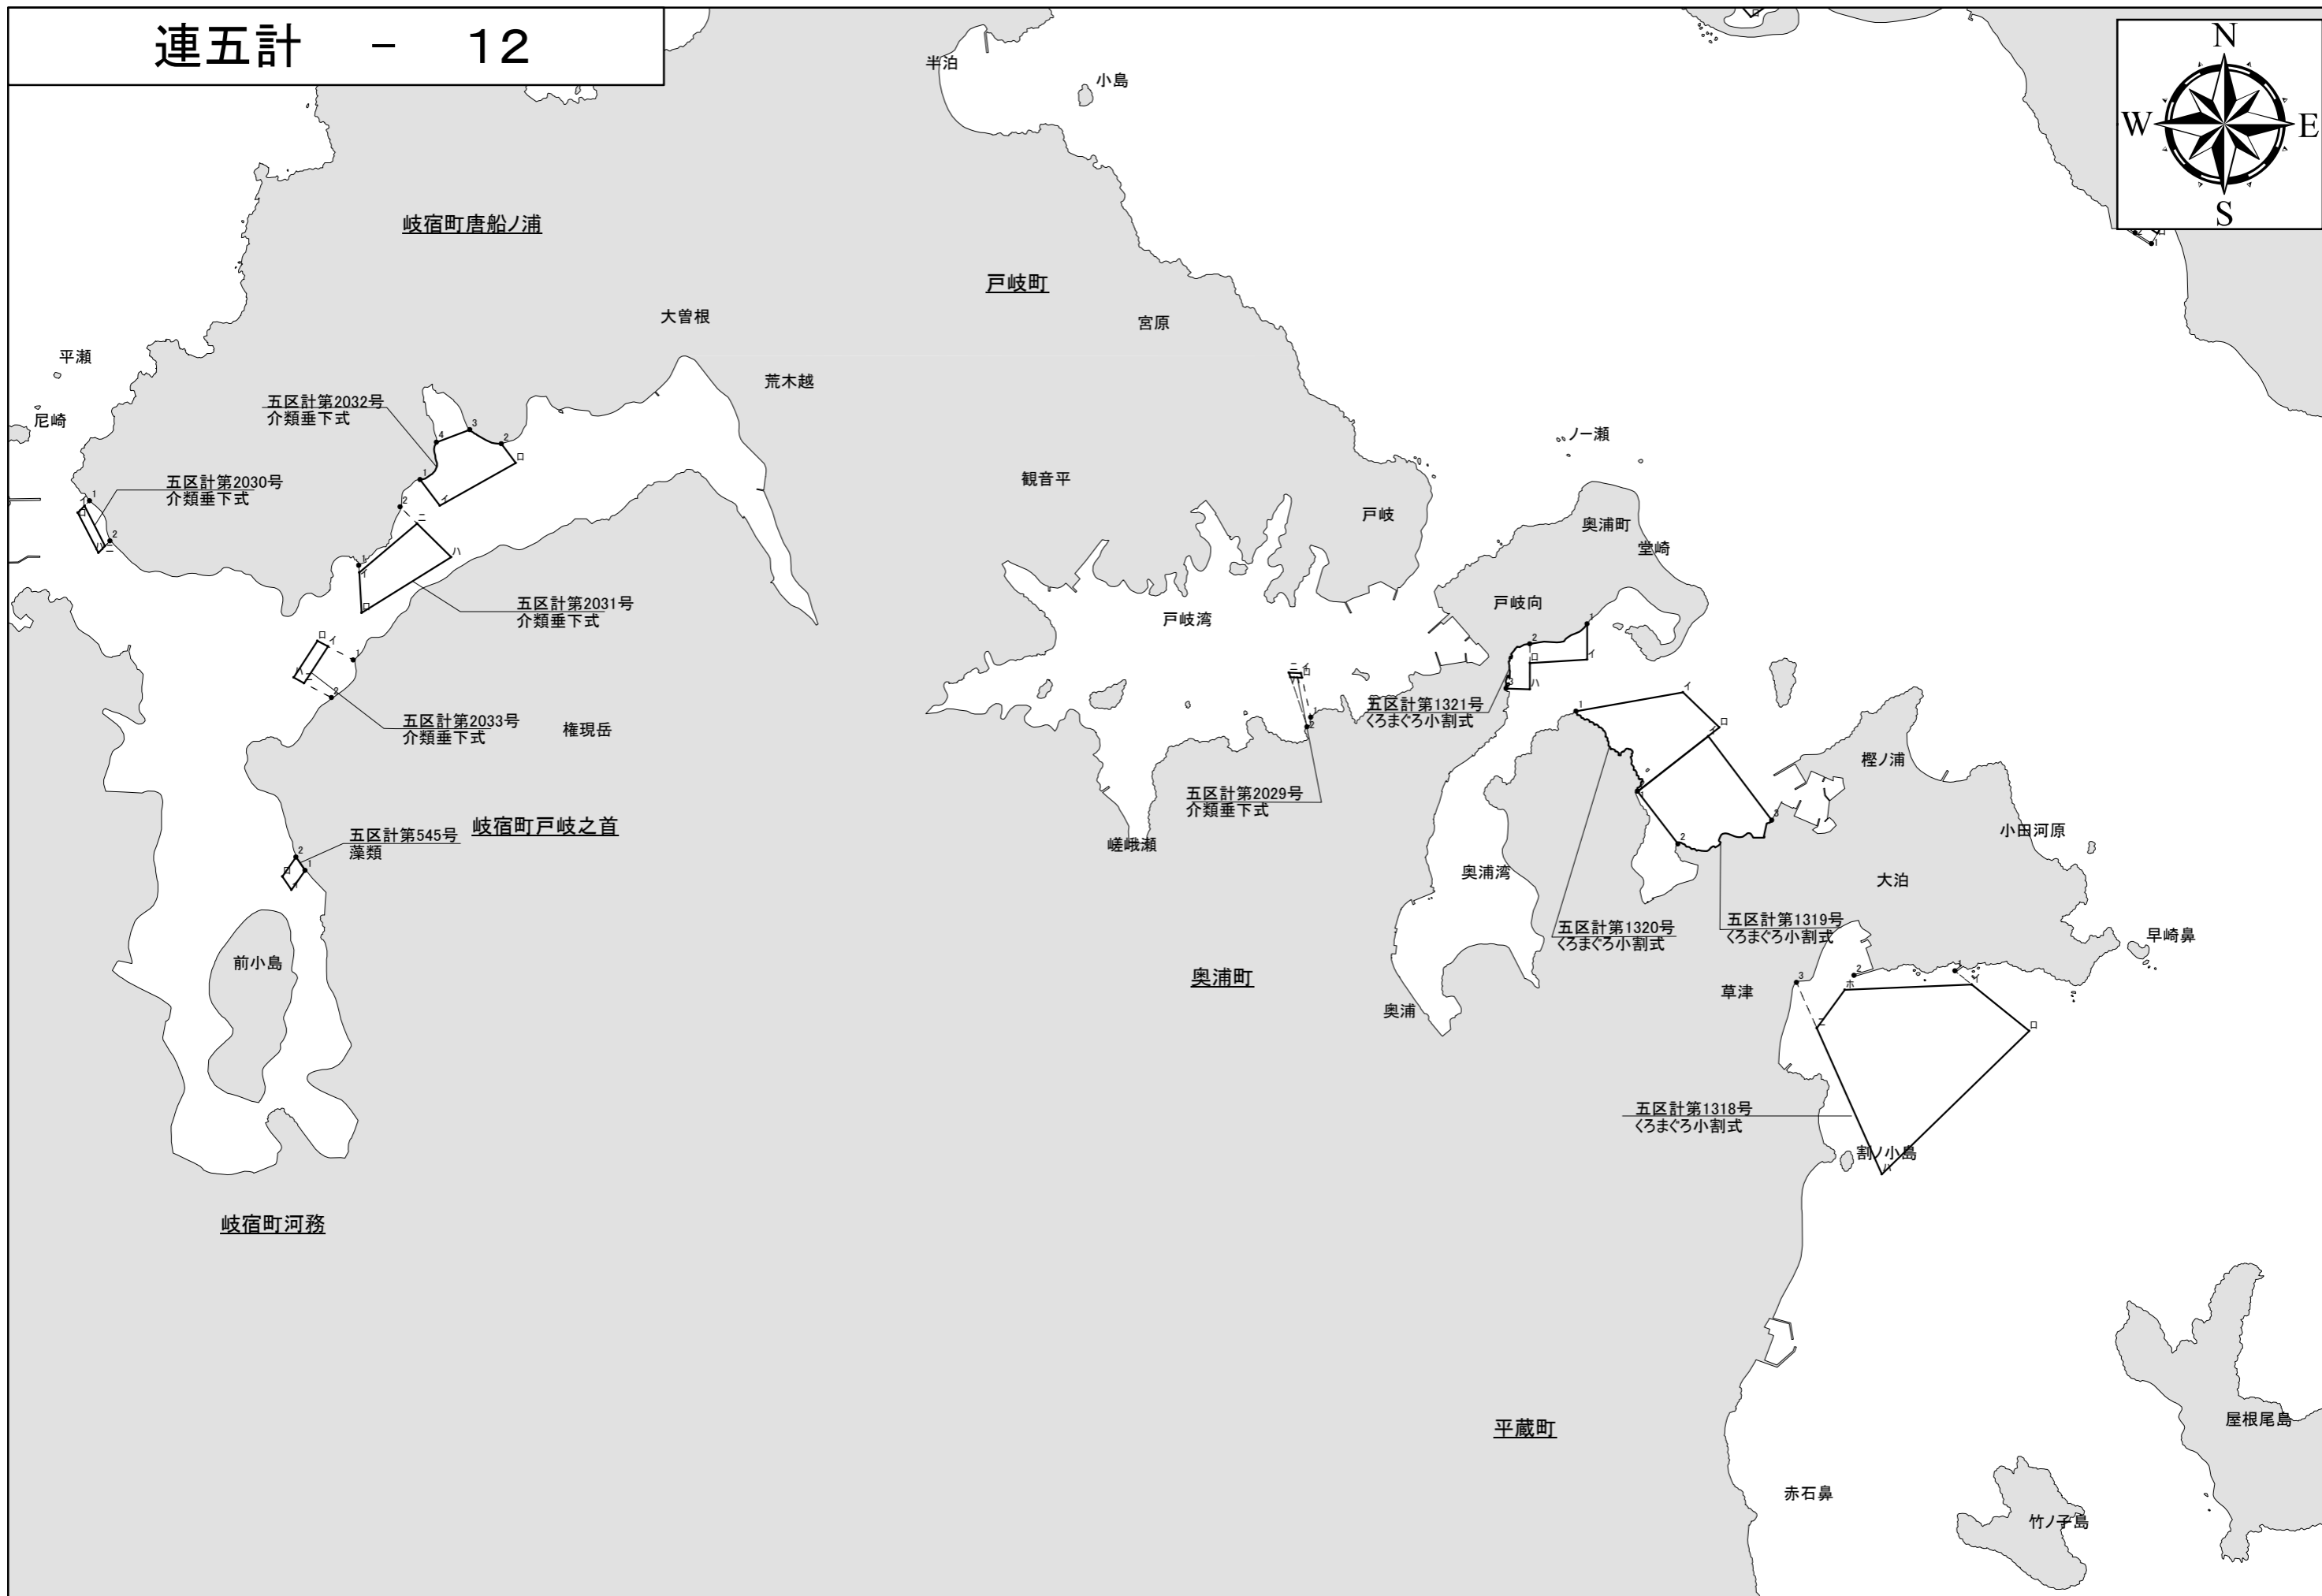 連五計 － 12
N
W
E
S
半泊
小島
岐宿町唐船ノ浦
戸岐町
大曽根
宮原
平瀬
荒木越
五区計第2032号
介類垂下式
尼崎
ノ一瀬
五区計第2030号
介類垂下式
観音平
戸岐
奥浦町
堂崎
五区計第2031号
介類垂下式
戸岐湾
戸岐向
五区計第2033号
介類垂下式
権現岳
五区計第1321号
くろまぐろ小割式
樫ノ浦
五区計第2029号
介類垂下式
五区計第545号
藻類
岐宿町戸岐之首
嵯峨瀬
小田河原
奥浦湾
大泊
五区計第1320号
くろまぐろ小割式
五区計第1319号
くろまぐろ小割式
早崎鼻
前小島
奥浦町
草津
奥浦
五区計第1318号
くろまぐろ小割式
割ノ小島
岐宿町河務
平蔵町
屋根尾島
赤石鼻
竹ノ子島